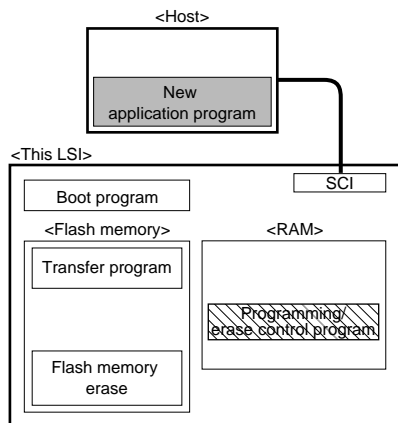 <Host>
New
application program
<This LSI>
SCI
Boot program
<Flash memory>
<RAM>
Transfer program
Programming/
erase control program
Flash memory
erase